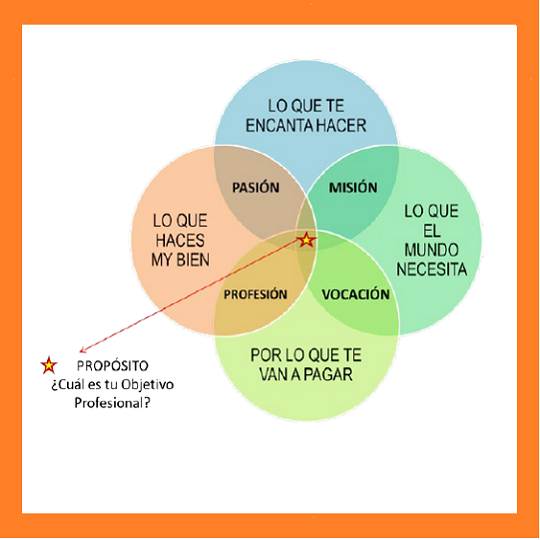 LO QUE TE
ENCANTA HACER
PASIÓN
MISIÓN
LO QUE
HACES
MY BIEN
LO QUE
EL
MUNDO
NECESITA
PROFESIÓN
VOCACIÓN
POR LO QUE TE
VAN A PAGAR
PROPÓSITO
¿Cuál es tu Objetivo
Profesional?